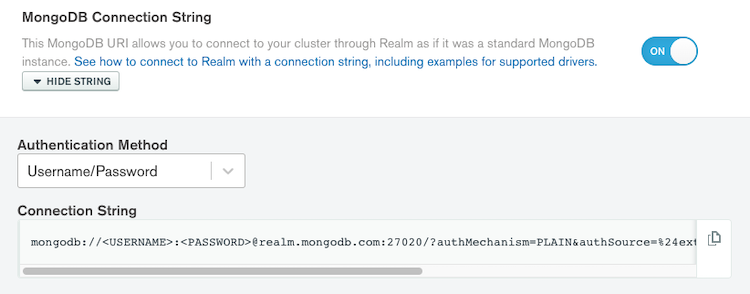 MongoDB Connection String
This MongoDB URI allows you to connect to your cluster through Realm as if it was a standard MongoDB
instance. See how to connect to Realm with a connection string, including examples for supported drivers.
ON
HIDE STRING
Authentication Method
Username/Password
Connection String
mongodb://<USERNAME>:<PASSWORD>@realm.mongodb.com:27020/?authMechanism=PLAIN&authSource=%24ext